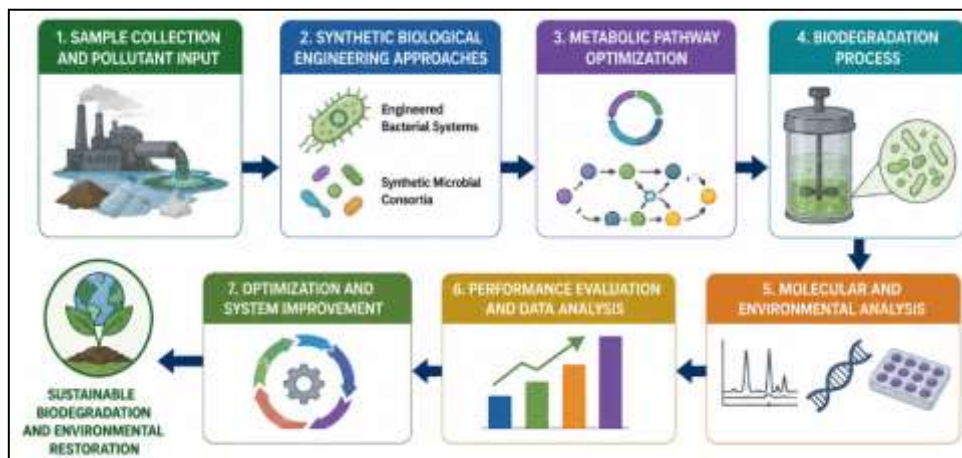 1. SAMPLE COLLECTION
AND POLLUTANT INPUT
2. SYNTHETIC BIOLOGICAL
ENGINEERING APPROACHES
Engineered
Bacterial Systems
Synthetic Microbial
Consortia
3. METABOLIC PATHWAY
OPTIMIZATION
4. BIODEGRADATION
PROCESS
5. MOLECULAR AND
ENVIRONMENTAL ANALYSIS
6. PERFORMANCE EVALUATION
AND DATA ANALYSIS
7. OPTIMIZATION AND
SYSTEM IMPROVEMENT
SUSTAINABLE
BIODEGRADATION
AND ENVIRONMENTAL
RESTORATION